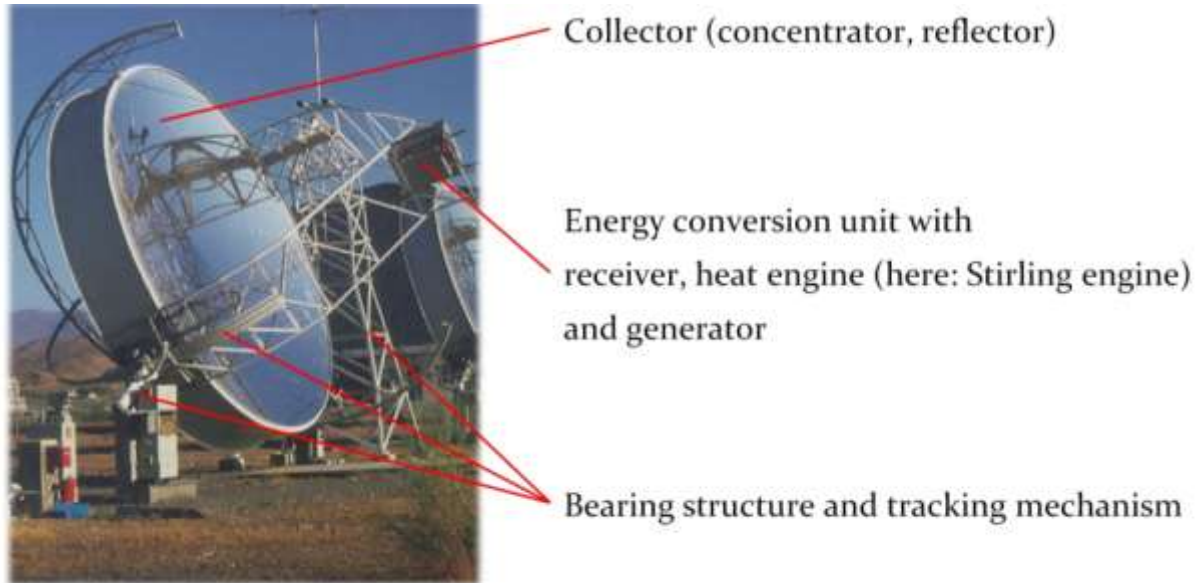 Collector (concentrator, reflector)
Energy conversion unit with
receiver, heat engine (here: Stirling engine)
and generator
Bearing structure and tracking mechanism